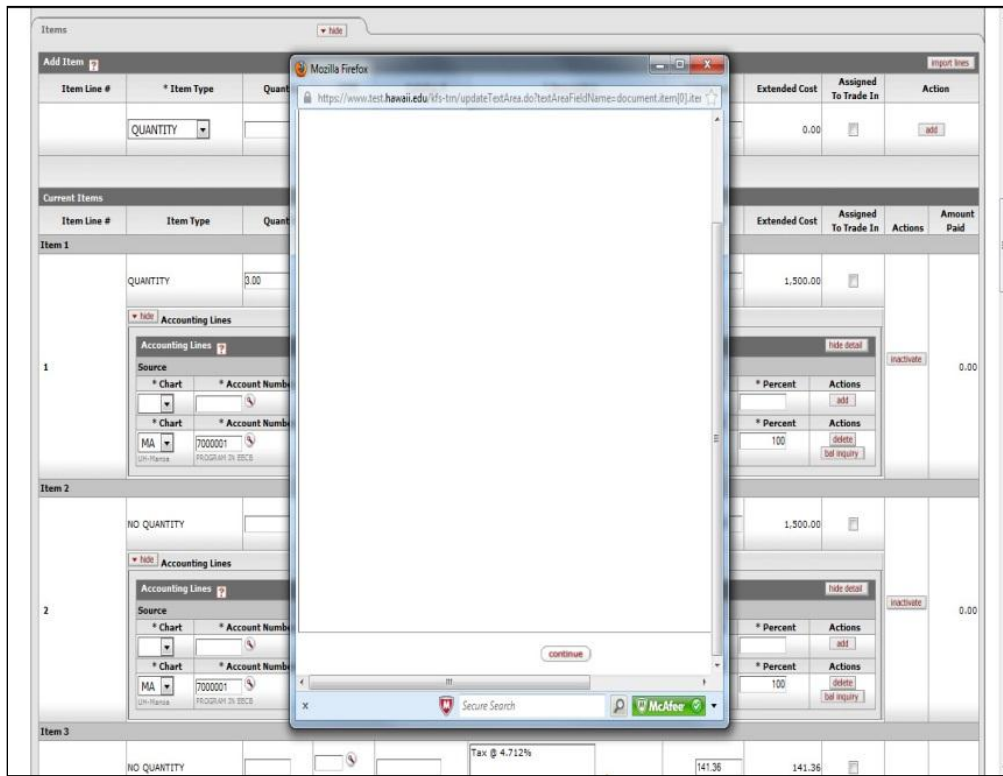 Items
hide
Add Item ?
import lines
Item Line # * Item Type Quant Extended Cost Assigned To Trade In Action
QUANTITY 0.00 add
Mozilla Firefox
https://www.test.hawaii.edu/kfs-trn/updateTextArea.do?textAreaFieldName=document.item[0].ite
Current Items
Item Line # Item Type Quant Extended Cost Assigned To Trade In Actions Amount Paid
Item 1
QUANTITY 3.00 1,500.00
hide Accounting Lines
Accounting Lines ? hide detail
1 inactivate 0.00
Source
* Chart * Account Numbe * Percent Actions
add
* Chart * Account Numbe * Percent Actions
MA 7000001 100 delete
UH-Manoa PROGRAM IN EECB bal inquiry
Item 2
NO QUANTITY 1,500.00
hide Accounting Lines
Accounting Lines ? hide detail
2 inactivate 0.00
Source
* Chart * Account Numbe * Percent Actions
add
* Chart * Account Numbe * Percent Actions
MA 7000001 100 delete
UH-Manoa PROGRAM IN EECB bal inquiry
continue
x Secure Search McAfee
Item 3
Tax @ 4.712%
NO QUANTITY 141.36 141.36